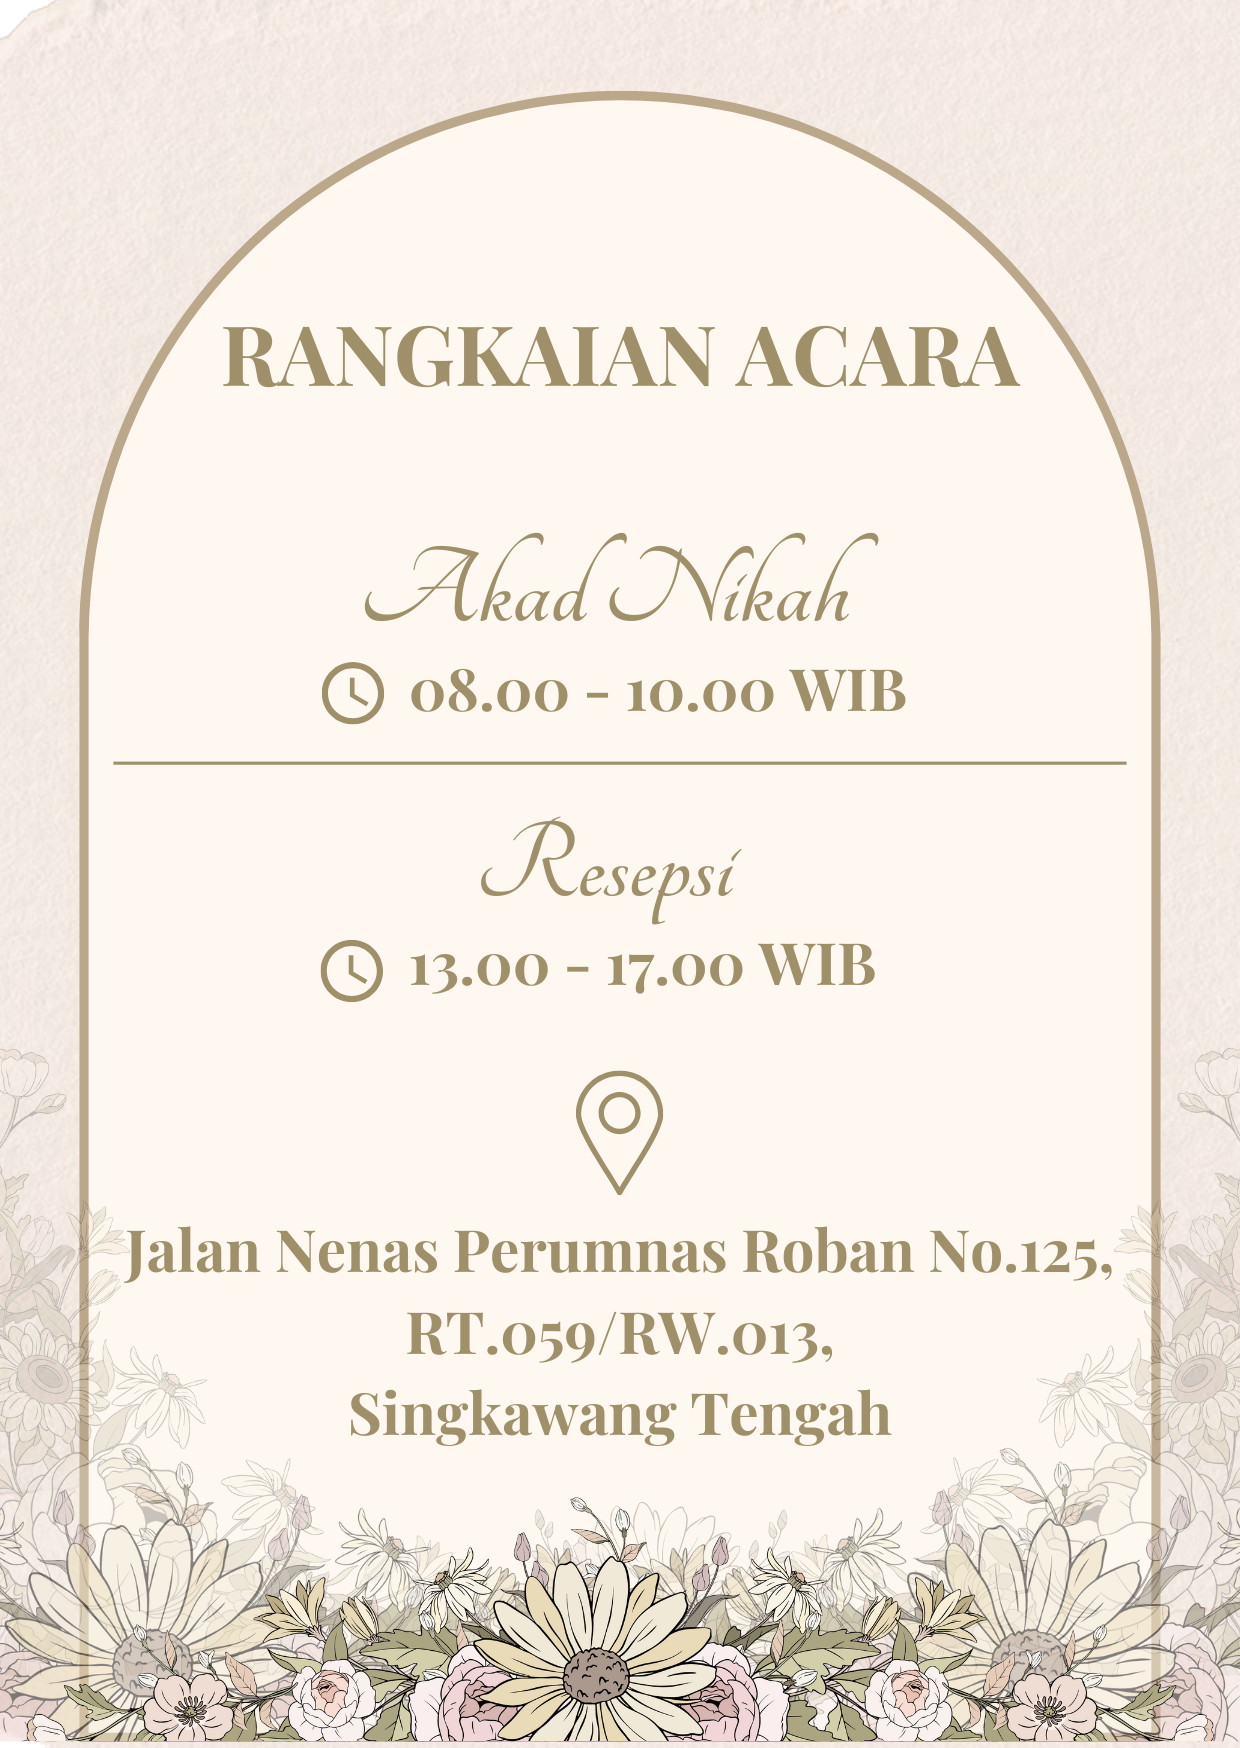 RANGKAIAN ACARA
Akad Nikah
08.00 - 10.00 WIB
Resepsi
13.00 - 17.00 WIB
Jalan Nenas Perumnas Roban No.125,
RT.059/RW.013,
Singkawang Tengah